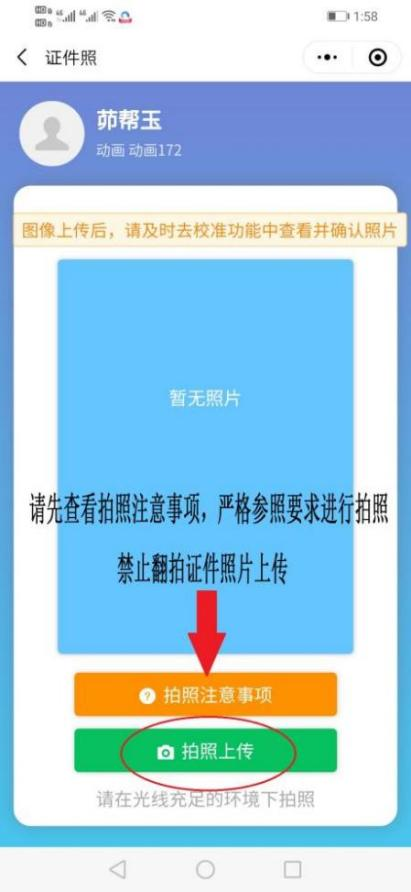 1:58
证件照
茆帮玉
动画 动画172
图像上传后，请及时去校准功能中查看并确认照片
暂无照片
请先查看拍照注意事项，严格参照要求进行拍照
禁止翻拍证件照片上传
拍照注意事项
拍照上传
请在光线充足的环境下拍照